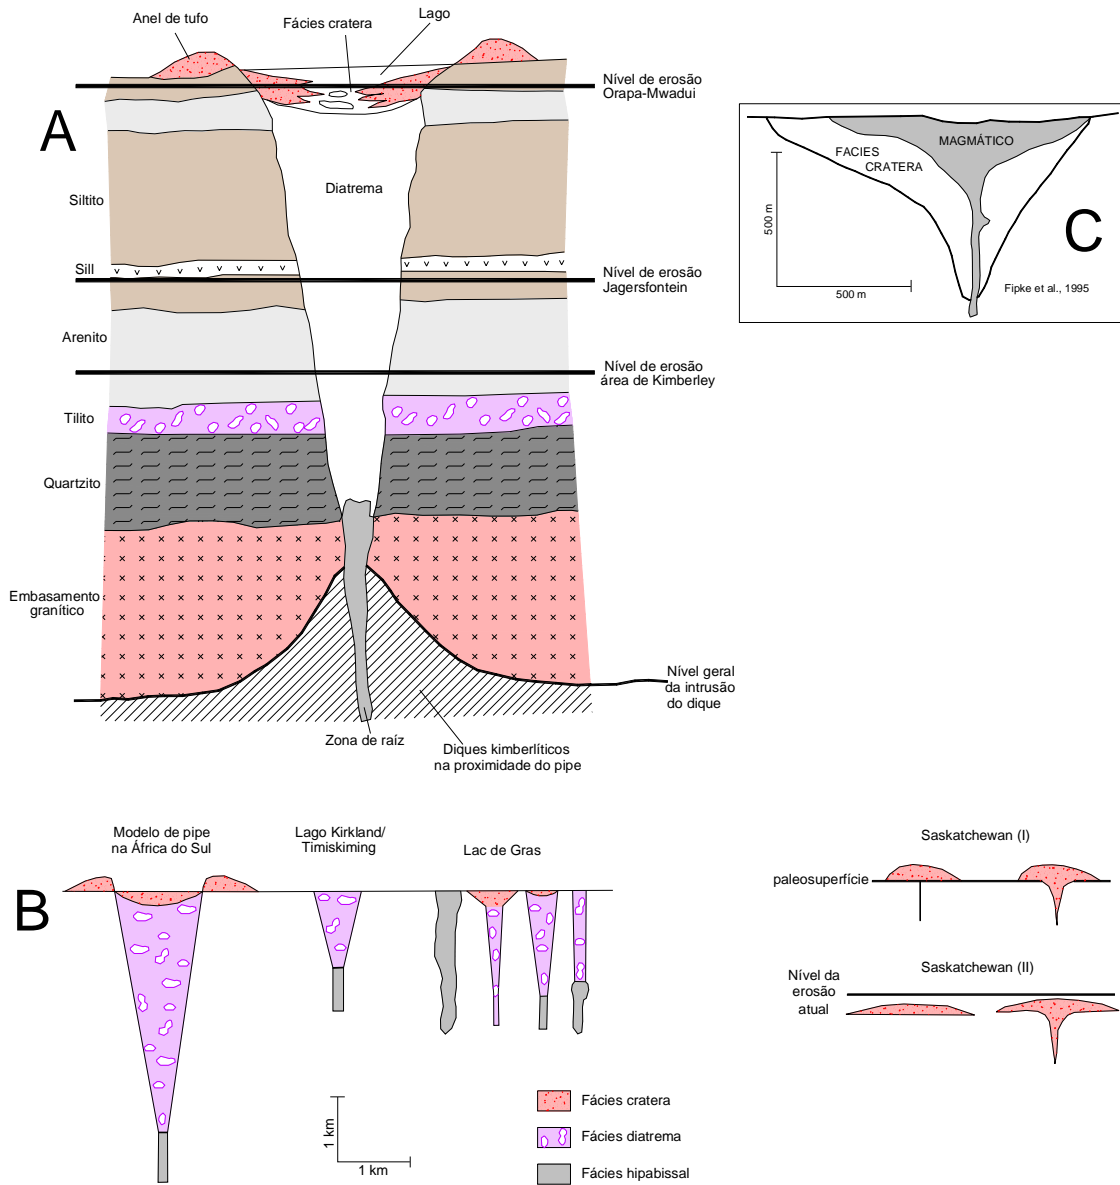 Anel de tufo
Fácies cratera
Lago
Nível de erosão
Orapa-Mwadui
A
Diatrema
Siltito
Sill
Nível de erosão
Jagersfontein
Arenito
Nível de erosão
área de Kimberley
Tilito
Quartzito
Embasamento
granítico
Nível geral
da intrusão
do dique
Zona de raíz
Diques kimberlíticos
na proximidade do pipe
MAGMÁTICO
FACIES
CRATERA
500 m
C
500 m
Fipke et al., 1995
B
Modelo de pipe
na África do Sul
Lago Kirkland/
Timiskiming
Lac de Gras
Saskatchewan (I)
paleosuperfície
Saskatchewan (II)
Nível da
erosão
atual
1 km
1 km
Fácies cratera
Fácies diatrema
Fácies hipabissal